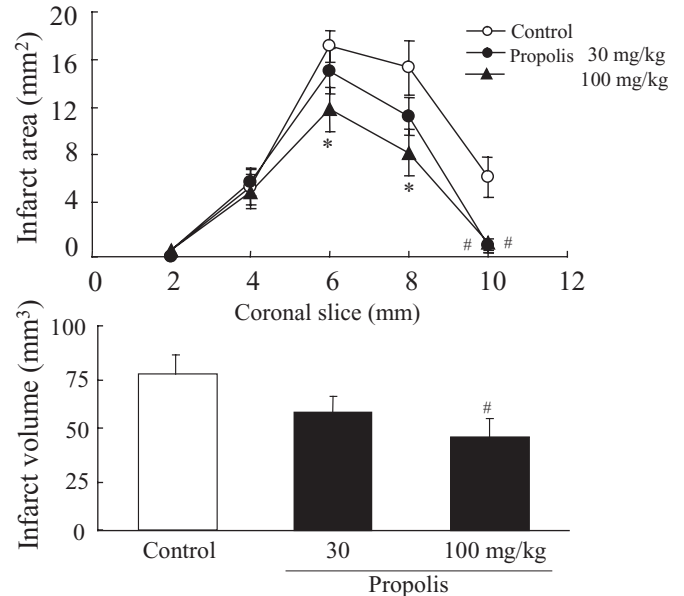 Infarct area (mm²)
20
16
12
8
4
0
Control
Propolis 30 mg/kg
100 mg/kg
*
*
# #
0 2 4 6 8 10 12
Coronal slice (mm)
Infarct volume (mm³)
100
75
50
25
0
#
Control 30 100 mg/kg
Propolis